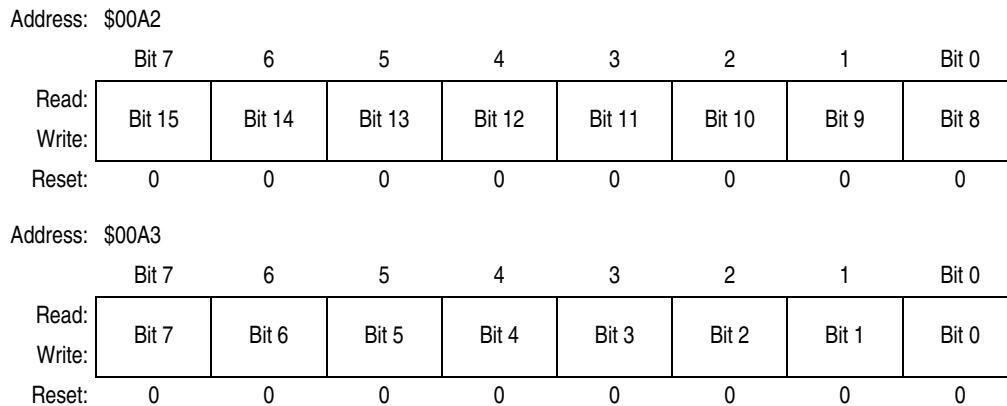 Address: $00A2
Bit 7 6 5 4 3 2 1 Bit 0
Read:
Bit 15 Bit 14 Bit 13 Bit 12 Bit 11 Bit 10 Bit 9 Bit 8
Write:
Reset: 0 0 0 0 0 0 0 0
Address: $00A3
Bit 7 6 5 4 3 2 1 Bit 0
Read:
Bit 7 Bit 6 Bit 5 Bit 4 Bit 3 Bit 2 Bit 1 Bit 0
Write:
Reset: 0 0 0 0 0 0 0 0